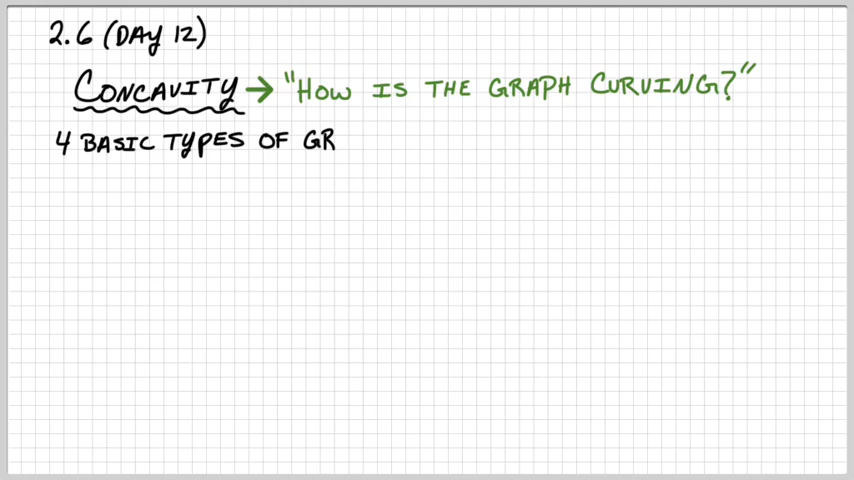 2.6 (DAY 12)
CONCAVITY → "HOW IS THE GRAPH CURVING?"
4 BASIC TYPES OF GR